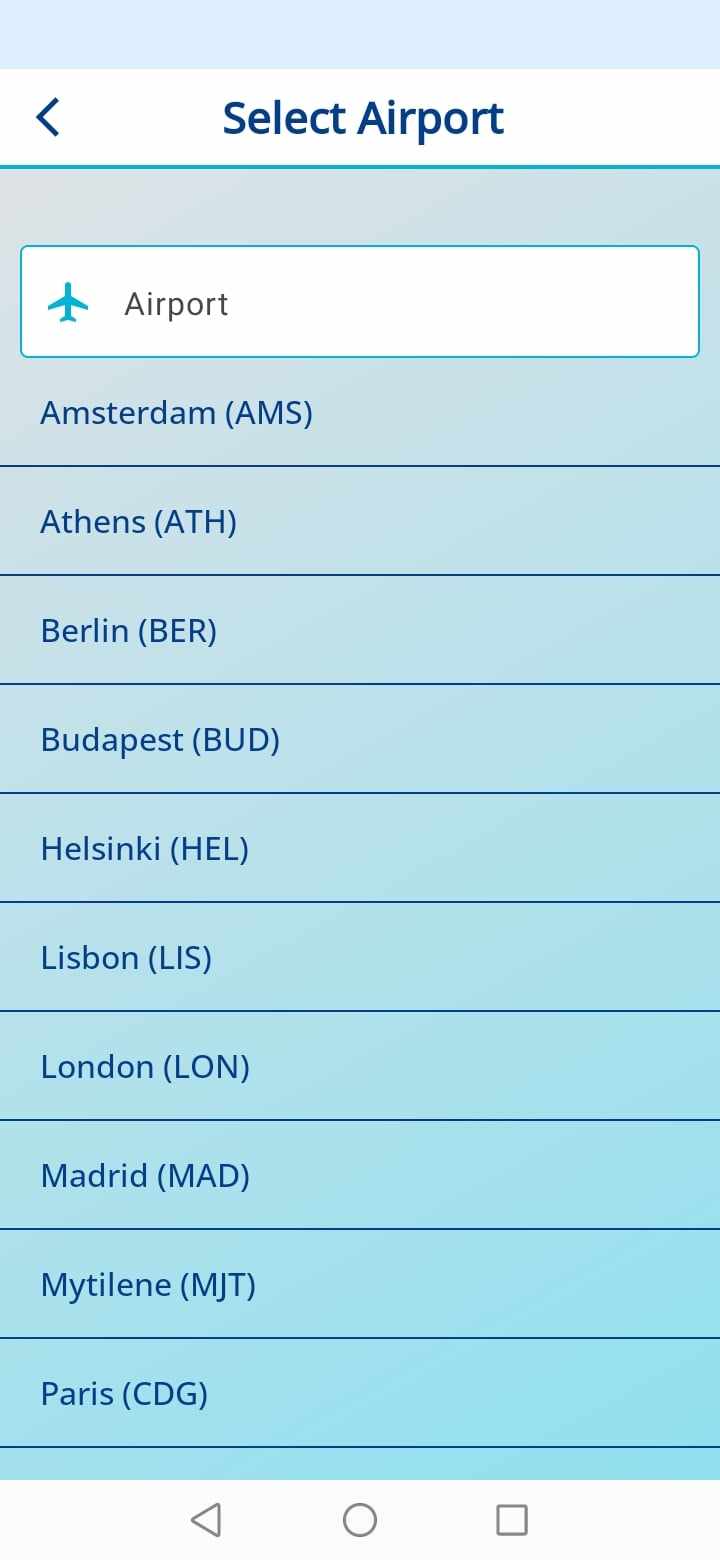 Select Airport
Airport
Amsterdam (AMS)
Athens (ATH)
Berlin (BER)
Budapest (BUD)
Helsinki (HEL)
Lisbon (LIS)
London (LON)
Madrid (MAD)
Mytilene (MJT)
Paris (CDG)